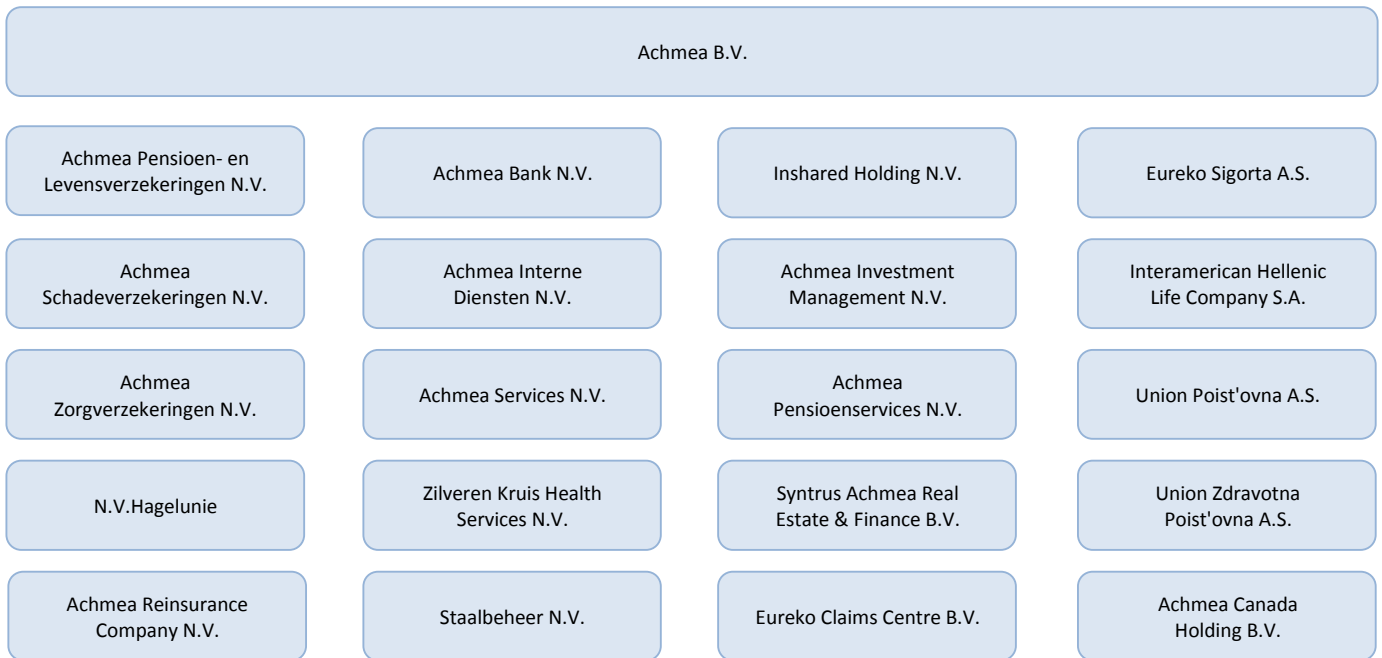 Achmea B.V.
Achmea Pensioen- en
Levensverzekeringen N.V.
Achmea Bank N.V.
Inshared Holding N.V.
Eureko Sigorta A.S.
Achmea
Schadeverzekeringen N.V.
Achmea Interne
Diensten N.V.
Achmea Investment
Management N.V.
Interamerican Hellenic
Life Company S.A.
Achmea
Zorgverzekeringen N.V.
Achmea Services N.V.
Achmea
Pensioenservices N.V.
Union Poist'ovna A.S.
N.V.Hagelunie
Zilveren Kruis Health
Services N.V.
Syntrus Achmea Real
Estate & Finance B.V.
Union Zdravotna
Poist'ovna A.S.
Achmea Reinsurance
Company N.V.
Staalbeheer N.V.
Eureko Claims Centre B.V.
Achmea Canada
Holding B.V.